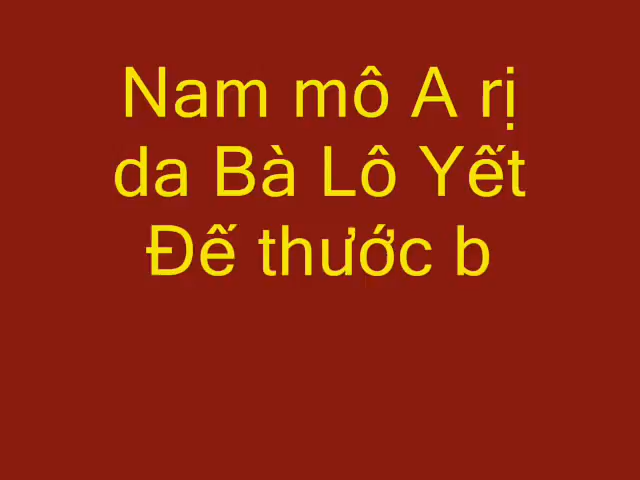 Nam mô A rị
da Bà Lô Yết
Đế thước b